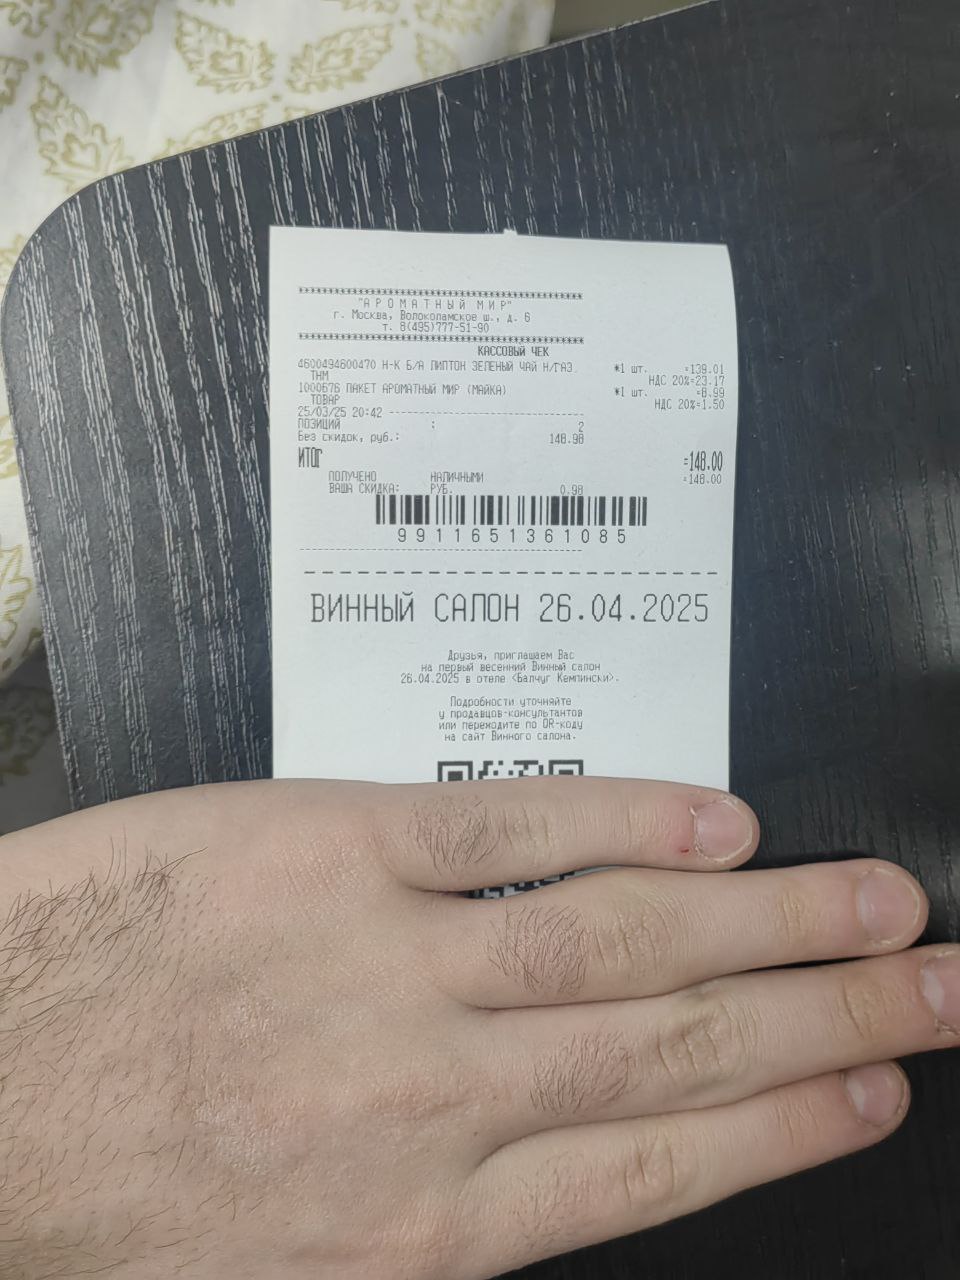 "АРОМАТНЫЙ МИР"
г. Москва, Волоколамское ш., д. 6
т. 8(495)777-51-90
КАССОВЫЙ ЧЕК
4600494600470 Н-К Б/А ЛИПТОН ЗЕЛЕНЫЙ ЧАЙ Н/ГАЗ. *1 шт. =139.01
ТНМ НДС 20%=23.17
1000676 ПАКЕТ АРОМАТНЫЙ МИР (МАЙКА) *1 шт. =8.99
ТОВАР НДС 20%=1.50
25/03/25 20:42
ПОЗИЦИЙ : 2
Без скидок, руб.: 148.98
ИТОГ =148.00
ПОЛУЧЕНО НАЛИЧНЫМИ =148.00
ВАША СКИДКА: РУБ. 0.98
9911651361085
ВИННЫЙ САЛОН 26.04.2025
Друзья, приглашаем Вас
на первый весенний Винный салон
26.04.2025 в отеле <Балчуг Кемпински>.
Подробности уточняйте
у продавцов-консультантов
или переходите по QR-коду
на сайт Винного салона.